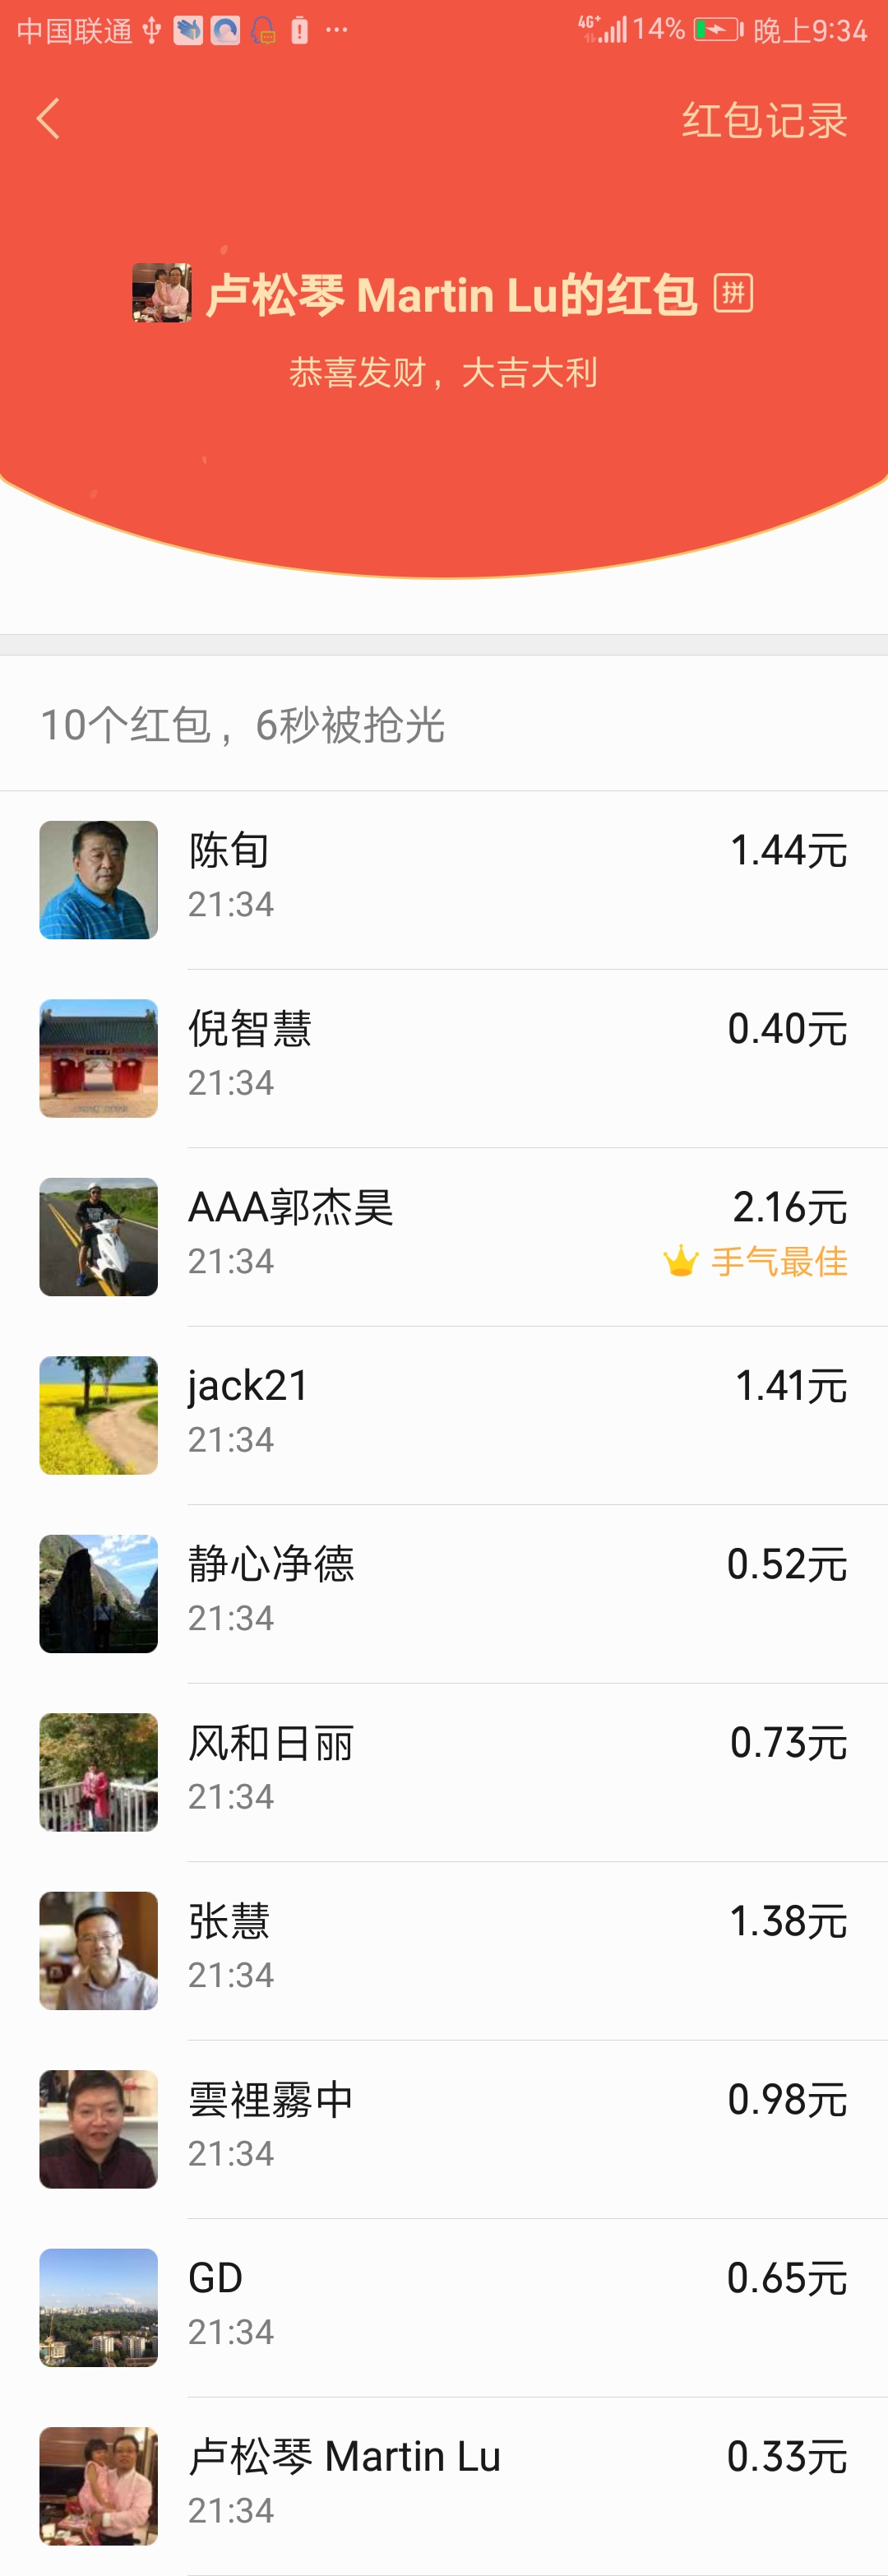 中国联通 4G+ 14% 晚上9:34
红包记录
卢松琴 Martin Lu的红包 拼
恭喜发财，大吉大利
10个红包，6秒被抢光
陈旬 1.44元
21:34
倪智慧 0.40元
21:34
AAA郭杰昊 2.16元
21:34 手气最佳
jack21 1.41元
21:34
静心净德 0.52元
21:34
风和日丽 0.73元
21:34
张慧 1.38元
21:34
雲裡霧中 0.98元
21:34
GD 0.65元
21:34
卢松琴 Martin Lu 0.33元
21:34